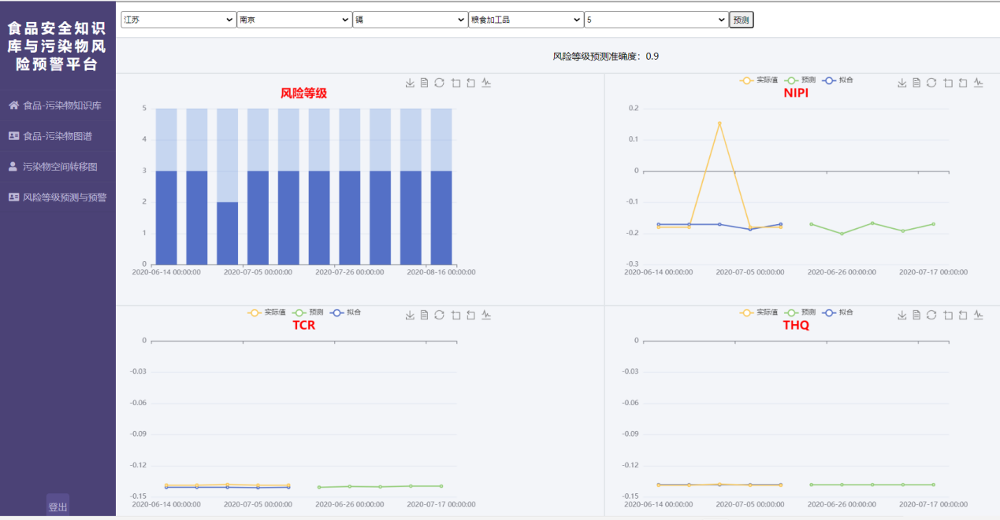 食品安全知识
库与污染物风
险预警平台
食品-污染物知识库
食品-污染物图谱
污染物空间转移图
风险等级预测与预警
登出
江苏 南京 镉 粮食加工品 5 预测
风险等级预测准确度：0.9
风险等级
5
4
3
2
1
0
2020-06-14 00:00:00 2020-07-05 00:00:00 2020-07-26 00:00:00 2020-08-16 00:00:00
实际值 预测 拟合
NIPI
0.2
0.1
0
-0.1
-0.2
-0.3
2020-06-14 00:00:00 2020-07-05 00:00:00 2020-06-26 00:00:00 2020-07-17 00:00:00
实际值 预测 拟合
TCR
0
-0.03
-0.06
-0.09
-0.12
-0.15
2020-06-14 00:00:00 2020-07-05 00:00:00 2020-06-26 00:00:00 2020-07-17 00:00:00
实际值 预测 拟合
THQ
0
-0.03
-0.06
-0.09
-0.12
-0.15
2020-06-14 00:00:00 2020-07-05 00:00:00 2020-06-26 00:00:00 2020-07-17 00:00:00